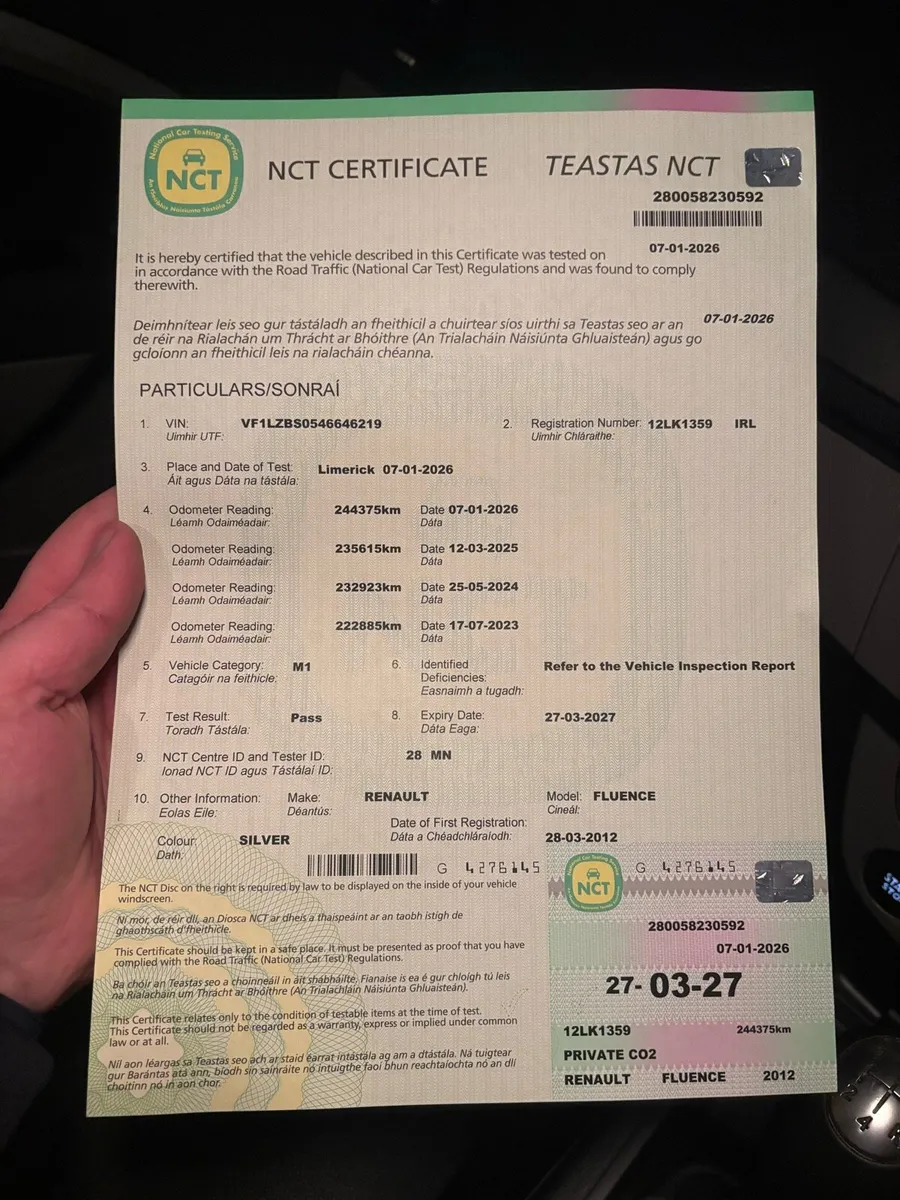 National Car Testing Service
NCT
An tSeirbhís Náisiúnta Tástála Carranna
NCT CERTIFICATE
TEASTAS NCT
280058230592
It is hereby certified that the vehicle described in this Certificate was tested on 07-01-2026
in accordance with the Road Traffic (National Car Test) Regulations and was found to comply
therewith.
Deimhnítear leis seo gur tástáladh an fheithicil a chuirtear síos uirthi sa Teastas seo ar an 07-01-2026
de réir na Rialachán um Thrácht ar Bhóithre (An Trialacháin Náisiúnta Ghluaisteán) agus go
gcloíonn an fheithicil leis na rialacháin chéanna.
PARTICULARS/SONRAÍ
1. VIN: VF1LZBS0546646219
Uimhir UTF:
2. Registration Number: 12LK1359 IRL
Uimhir Chláraithe:
3. Place and Date of Test: Limerick 07-01-2026
Áit agus Dáta na tástála:
4. Odometer Reading: 244375km Date 07-01-2026
Léamh Odaiméadair: Dáta
Odometer Reading: 235615km Date 12-03-2025
Léamh Odaiméadair: Dáta
Odometer Reading: 232923km Date 25-05-2024
Léamh Odaiméadair: Dáta
Odometer Reading: 222885km Date 17-07-2023
Léamh Odaiméadair: Dáta
5. Vehicle Category: M1
Catagóir na feithicle:
6. Identified Refer to the Vehicle Inspection Report
Deficiencies:
Easnaimh a tugadh:
7. Test Result: Pass
Toradh Tástála:
8. Expiry Date: 27-03-2027
Dáta Eaga:
9. NCT Centre ID and Tester ID: 28 MN
Ionad NCT ID agus Tástálaí ID:
10. Other Information: Make: RENAULT Model: FLUENCE
Eolas Eile: Déantús: Cineál:
Colour: SILVER
Dath:
Date of First Registration: 28-03-2012
Dáta a Chéadchláraíodh:
G 4276145
The NCT Disc on the right is required by law to be displayed on the inside of your vehicle
windscreen.
Ní mór, de réir dlí, an Diosca NCT ar dheis a thaispeáint ar an taobh istigh de
ghaothscáth d'fheithicle.
This Certificate should be kept in a safe place. It must be presented as proof that you have
complied with the Road Traffic (National Car Test) Regulations.
Ba chóir an Teastas seo a choinneáil in áit shábháilte. Fianaise is ea é gur chloígh tú leis
na Rialacháin um Thrácht ar Bhóithre (An Trialacháin Náisiúnta Ghluaisteán).
This Certificate relates only to the condition of testable items at the time of test.
This Certificate should not be regarded as a warranty, express or implied under common
law or at all.
Níl aon léargas sa Teastas seo ach ar staid éarraí intástála ag am a dtástála. Ná tuigtear
gur Barántas atá ann, bíodh sin sainráite nó intuigthe faoi bhun reachtaíochta nó an dlí
choitinn nó in aon chor.
G 4276145
NCT
280058230592
07-01-2026
27-03-27
12LK1359 244375km
PRIVATE CO2
RENAULT FLUENCE 2012
2
4